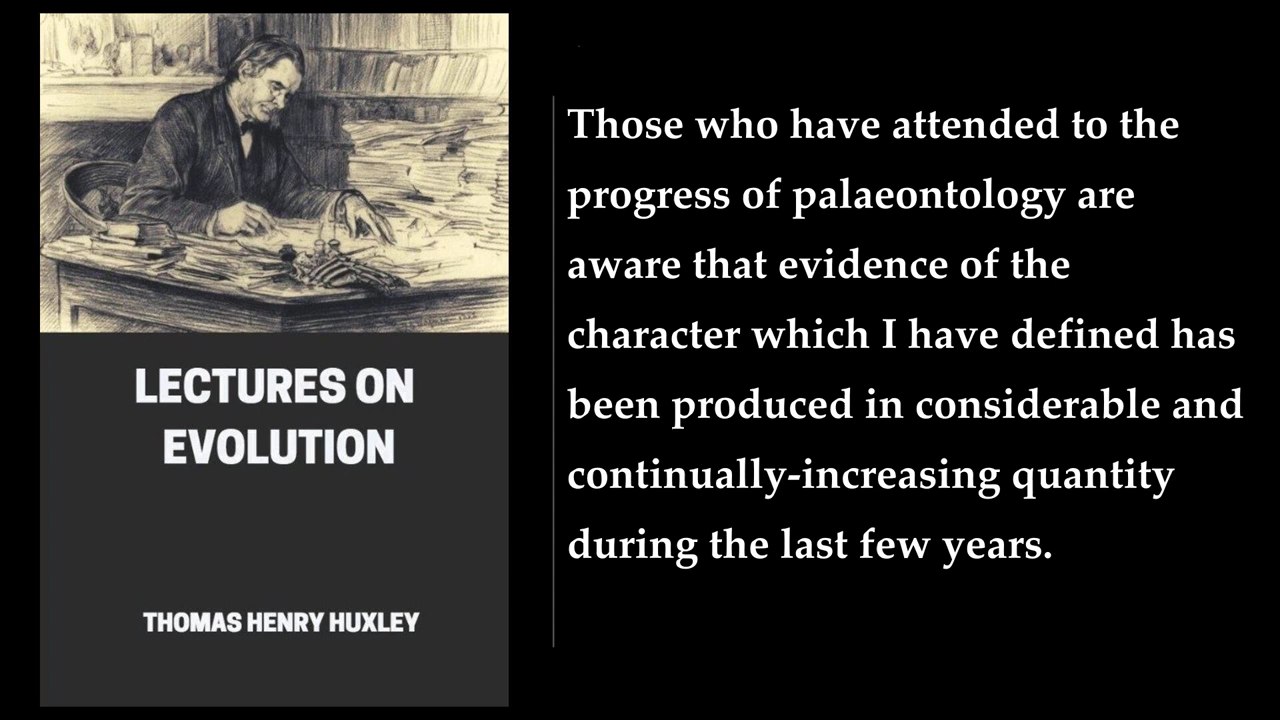 LECTURES ON
EVOLUTION
THOMAS HENRY HUXLEY
Those who have attended to the
progress of palaeontology are
aware that evidence of the
character which I have defined has
been produced in considerable and
continually-increasing quantity
during the last few years.